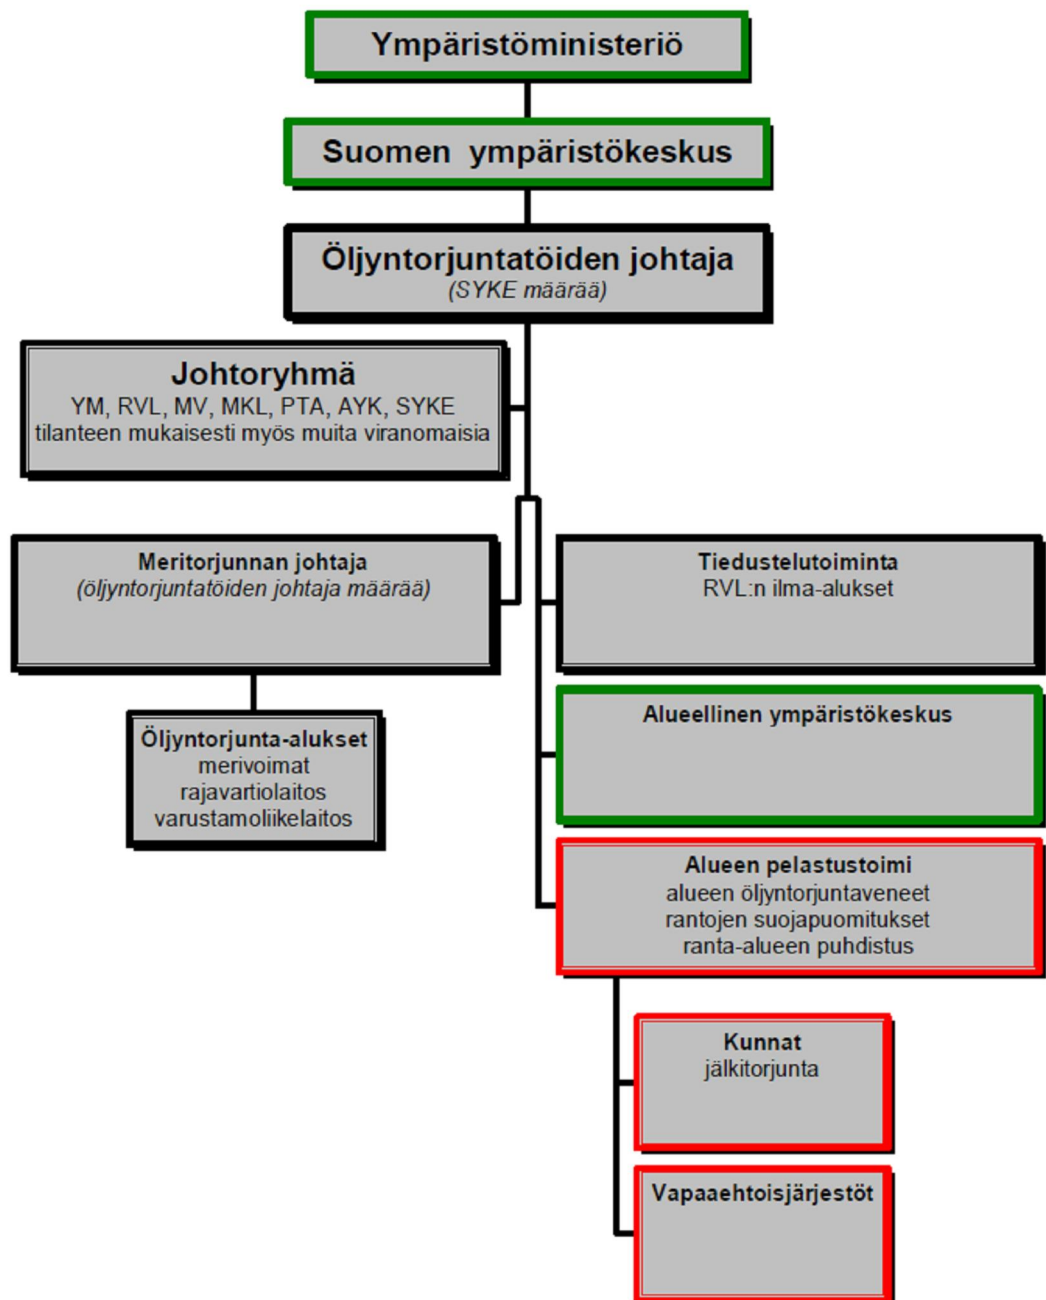 Ympäristöministeriö
Suomen ympäristökeskus
Öljyntorjuntatöiden johtaja
(SYKE määrää)
Johtoryhmä
YM, RVL, MV, MKL, PTA, AYK, SYKE
tilanteen mukaisesti myös muita viranomaisia
Meritorjunnan johtaja
(öljyntorjuntatöiden johtaja määrää)
Öljyntorjunta-alukset
merivoimat
rajavartiolaitos
varustamoliikelaitos
Tiedustelutoiminta
RVL:n ilma-alukset
Alueellinen ympäristökeskus
Alueen pelastustoimi
alueen öljyntorjuntaveneet
rantojen suojapuomitukset
ranta-alueen puhdistus
Kunnat
jälkitorjunta
Vapaaehtoisjärjestöt